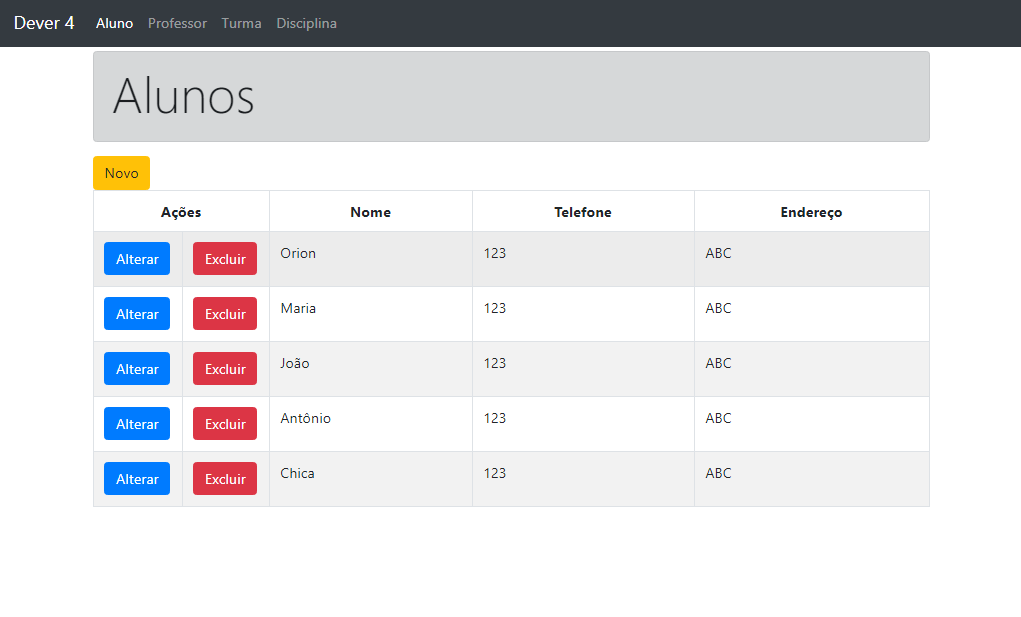 Dever 4 Aluno Professor Turma Disciplina
Alunos
Novo
Ações Nome Telefone Endereço
Alterar Excluir Orion 123 ABC
Alterar Excluir Maria 123 ABC
Alterar Excluir João 123 ABC
Alterar Excluir Antônio 123 ABC
Alterar Excluir Chica 123 ABC